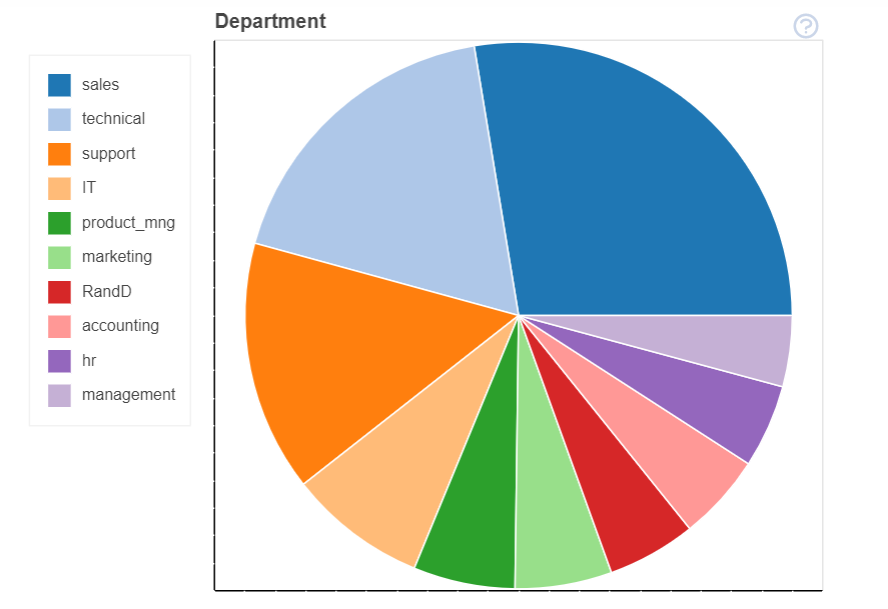 Department
?
sales
technical
support
IT
product_mng
marketing
RandD
accounting
hr
management